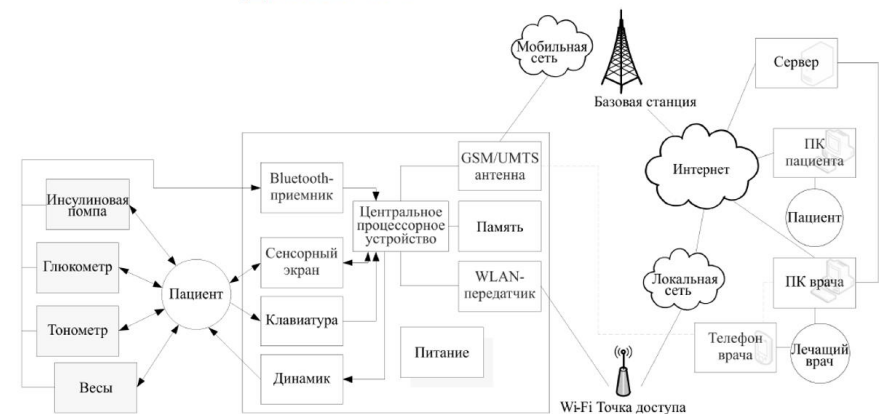 Мобильная
сеть
Базовая станция
Сервер
Интернет
ПК
пациента
Пациент
Локальная
сеть
ПК врача
Телефон
врача
Лечащий
врач
Wi-Fi Точка доступа
GSM/UMTS
антенна
Bluetooth-
приемник
Центральное
процессорное
устройство
Память
Сенсорный
экран
WLAN-
передатчик
Клавиатура
Питание
Динамик
Инсулиновая
помпа
Глюкометр
Пациент
Тонометр
Весы